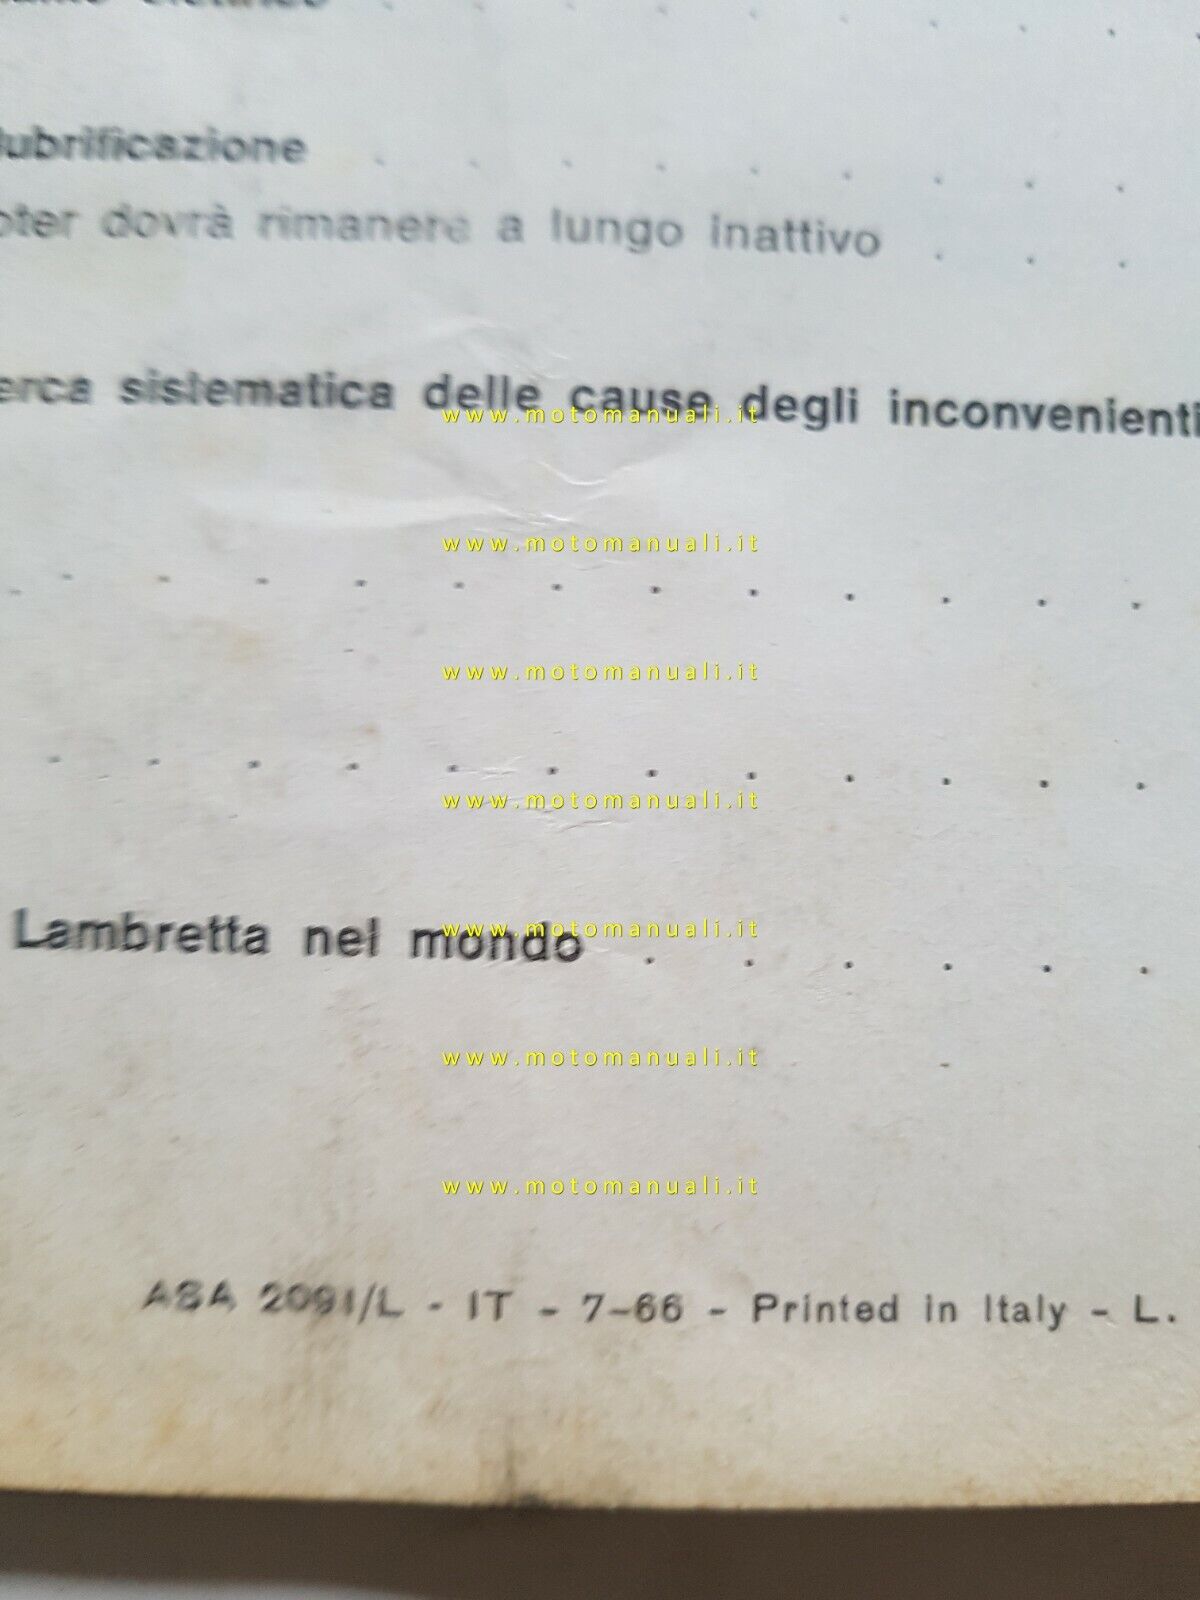 lubrificazione . . . . . . . . .
oter dovrà rimanere a lungo inattivo . . .
erca sistematica delle cause degli inconvenienti
www.motomanuali.it
www.motomanuali.it
. . . . . . . . . . . . .
www.motomanuali.it
. . . . . . . . . . . .
www.motomanuali.it
Lambretta nel mondo . . . . . .
www.motomanuali.it
www.motomanuali.it
www.motomanuali.it
ASA 2091/L - IT - 7-66 - Printed in Italy - L.